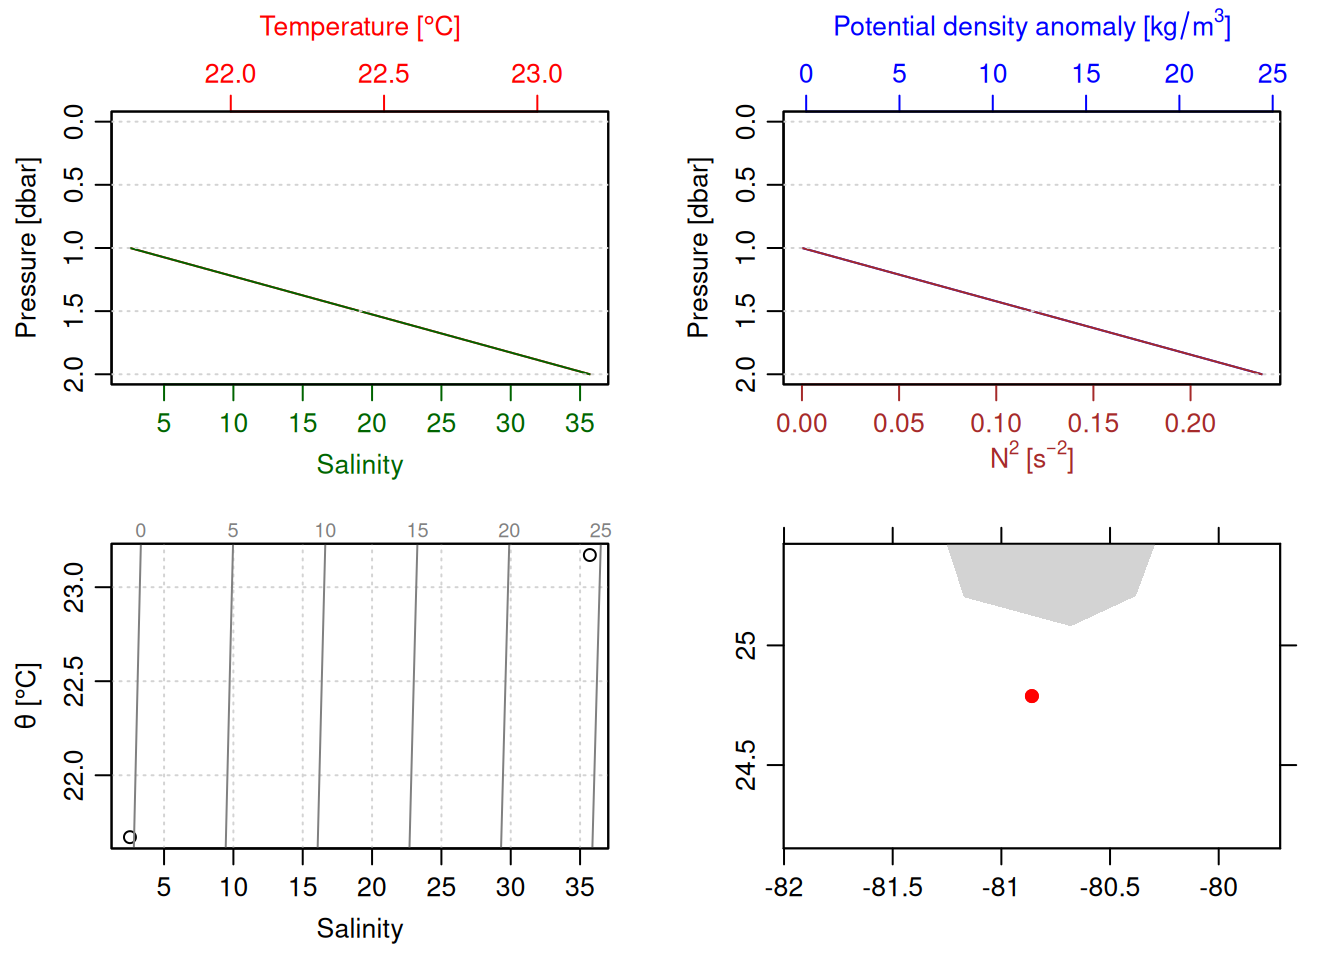 Temperature [°C]
22.0 22.5 23.0
Pressure [dbar]
0.0 0.5 1.0 1.5 2.0
5 10 15 20 25 30 35
Salinity
Potential density anomaly [kg/m³]
0 5 10 15 20 25
Pressure [dbar]
0.0 0.5 1.0 1.5 2.0
0.00 0.05 0.10 0.15 0.20
N² [s⁻²]
0 5 10 15 20 25
θ [°C]
22.0 22.5 23.0
5 10 15 20 25 30 35
Salinity
24.5 25
-82 -81.5 -81 -80.5 -80